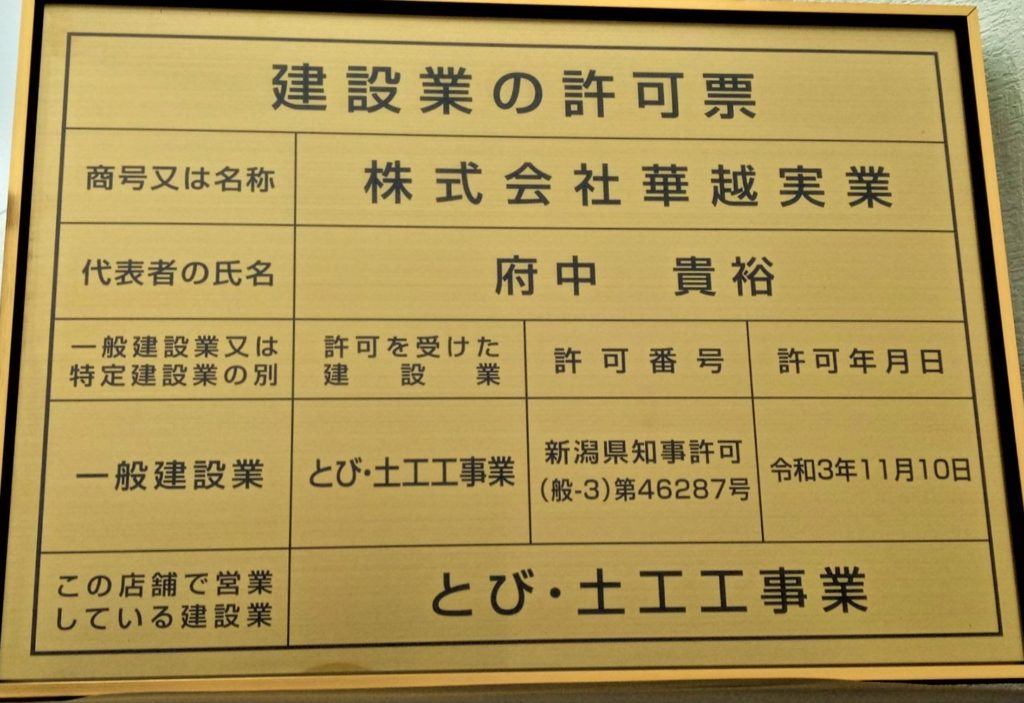 建設業の許可票
商号又は名称
株式会社華越実業
代表者の氏名
府中 貴裕
一般建設業又は
特定建設業の別
許可を受けた
建設業
許可番号
許可年月日
一般建設業
とび・土工工事業
新潟県知事許可
(般-3)第46287号
令和3年11月10日
この店舗で営業
している建設業
とび・土工工事業